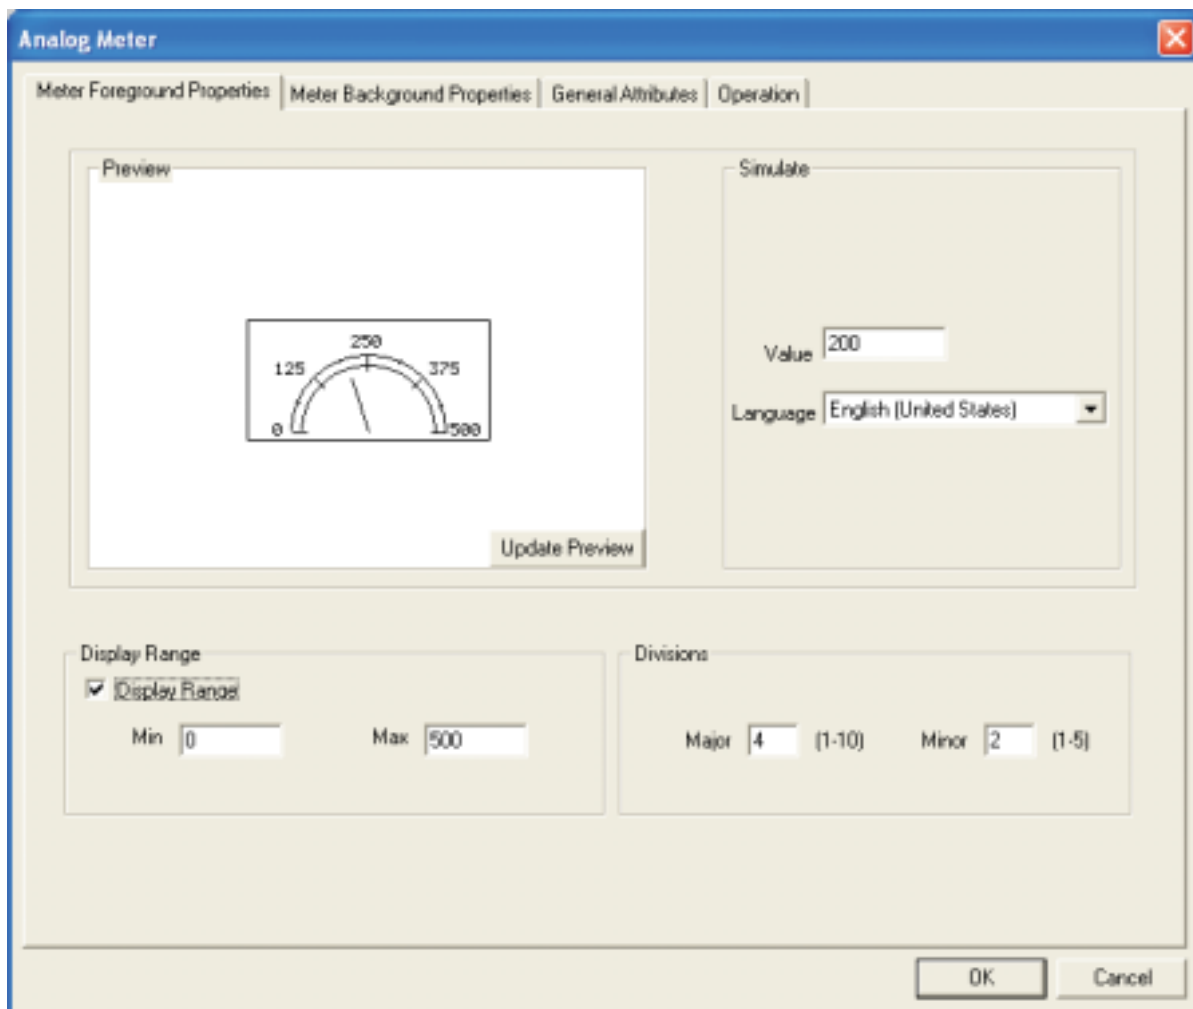 Analog Meter
Meter Foreground Properties
Meter Background Properties
General Attributes
Operation
Preview
250
125
375
0
500
Update Preview
Simulate
Value 200
Language English (United States)
Display Range
Display Range
Min 0
Max 500
Divisions
Major 4 (1-10)
Minor 2 (1-5)
OK
Cancel